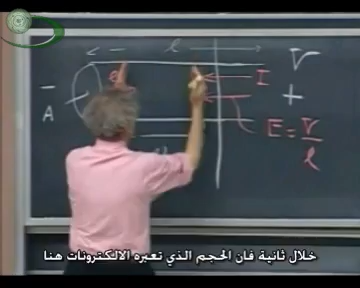 l
V
I
− +
A
E = V/l
خلال ثانية فان الحجم الذي تعبره الالكترونات هنا